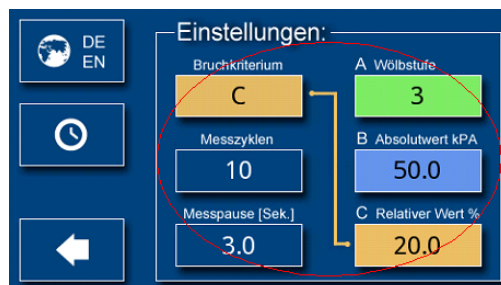 DE
EN
Einstellungen:
Bruchkriterium
C
A Wölbstufe
3
Messzyklen
10
B Absolutwert kPA
50.0
Messpause [Sek.]
3.0
C Relativer Wert %
20.0